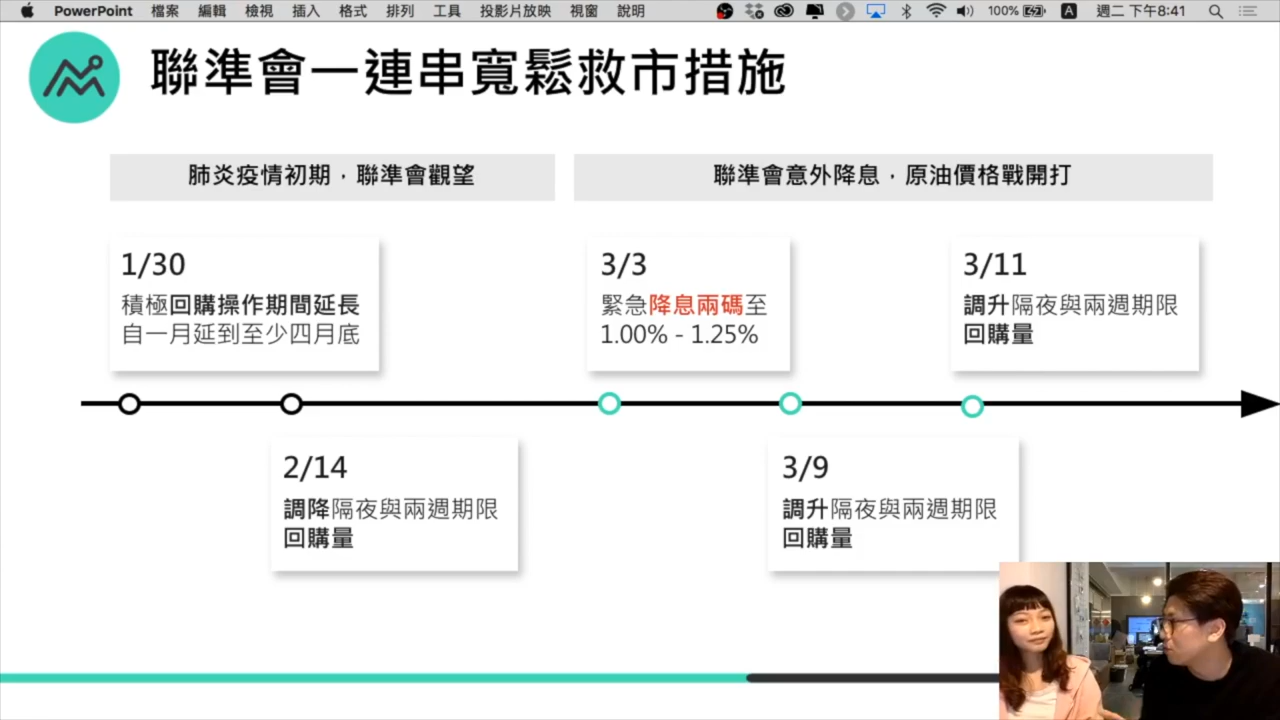 PowerPoint 檔案 編輯 檢視 插入 格式 排列 工具 投影片放映 視窗 說明 100% A 週二 下午8:41
聯準會一連串寬鬆救市措施
肺炎疫情初期，聯準會觀望
聯準會意外降息，原油價格戰開打
1/30
積極回購操作期間延長
自一月延到至少四月底
3/3
緊急降息兩碼至
1.00% - 1.25%
3/11
調升隔夜與兩週期限
回購量
2/14
調降隔夜與兩週期限
回購量
3/9
調升隔夜與兩週期限
回購量